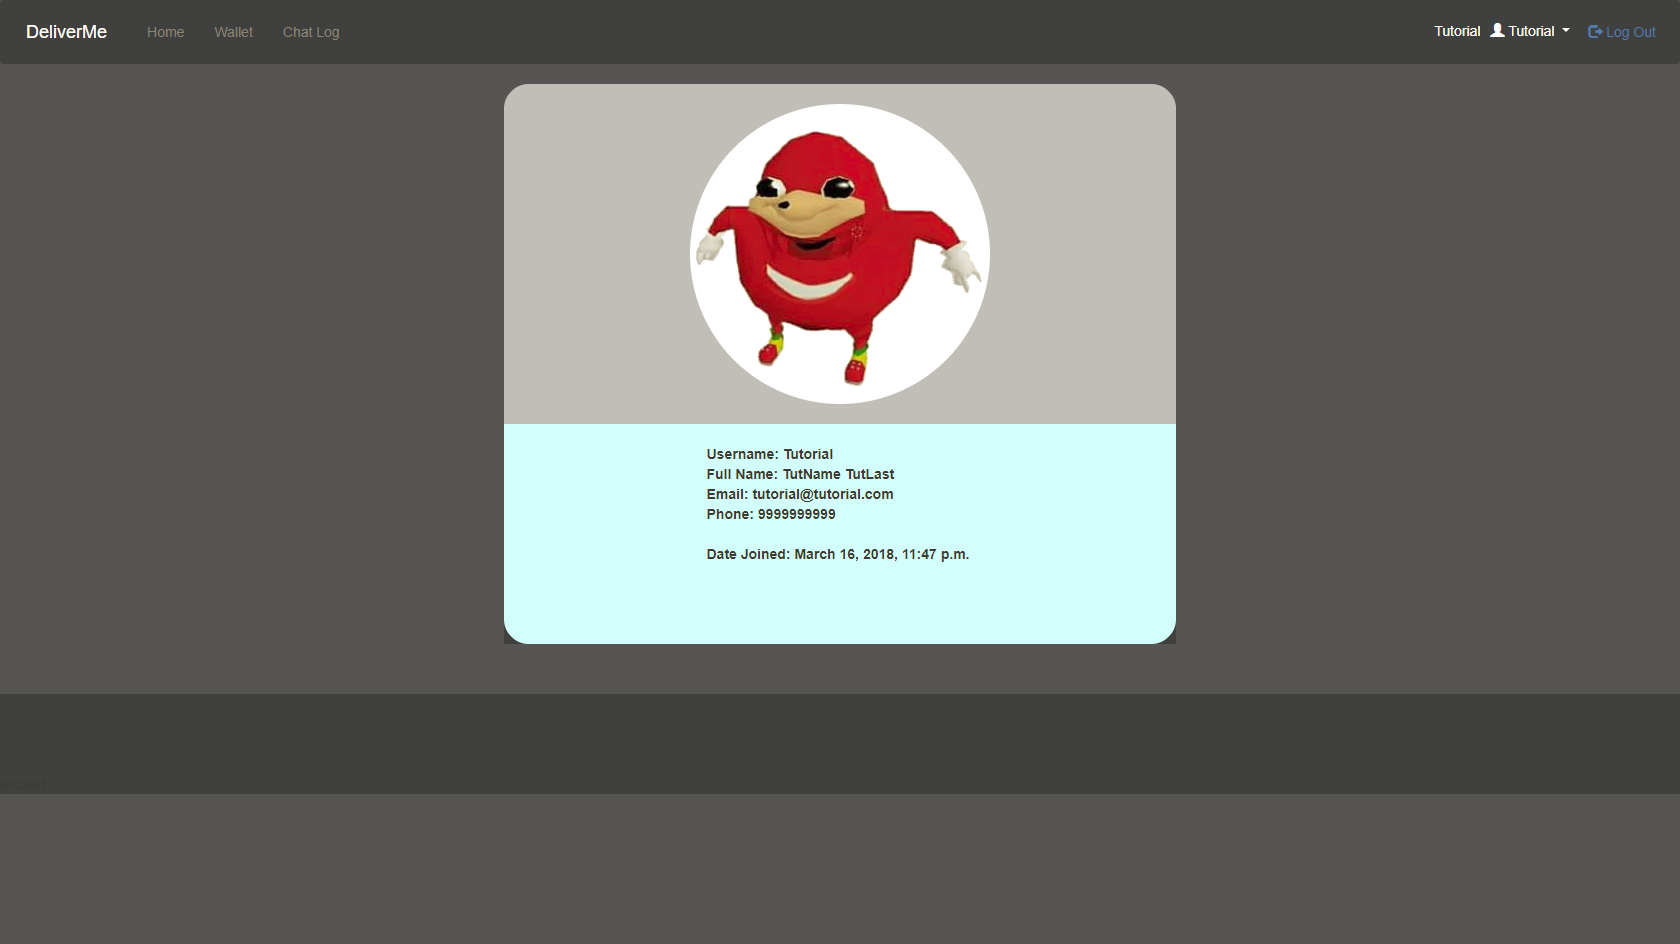 DeliverMe Home Wallet Chat Log Tutorial Tutorial Log Out
Username: Tutorial
Full Name: TutName TutLast
Email: tutorial@tutorial.com
Phone: 9999999999
Date Joined: March 16, 2018, 11:47 p.m.